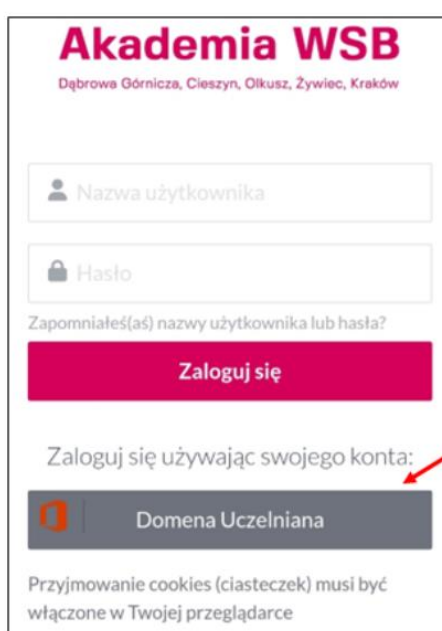 Akademia WSB
Dąbrowa Górnicza, Cieszyn, Olkusz, Żywiec, Kraków
Nazwa użytkownika
Hasło
Zapomniałeś(aś) nazwy użytkownika lub hasła?
Zaloguj się
Zaloguj się używając swojego konta:
Domena Uczelniana
Przyjmowanie cookies (ciasteczek) musi być
włączone w Twojej przeglądarce